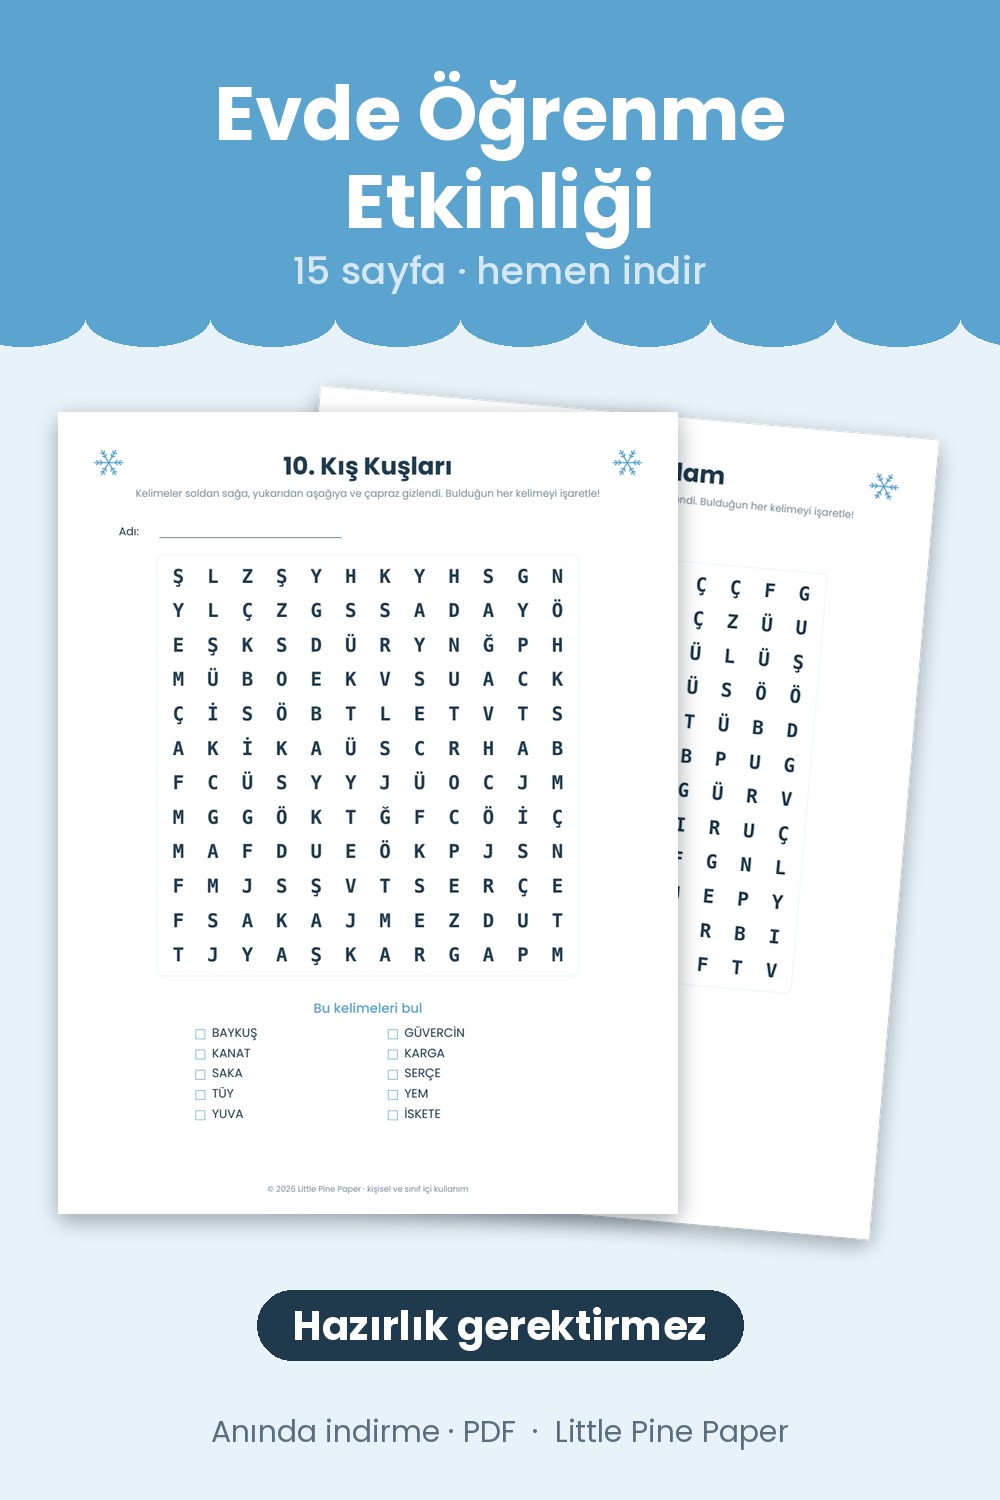 Evde Öğrenme
Etkinliği
15 sayfa · hemen indir
10. Kış Kuşları
Kelimeler soldan sağa, yukarıdan aşağıya ve çapraz gizlendi. Bulduğun her kelimeyi işaretle!
Adı:
Ş L Z Ş Y H K Y H S G N
Y L Ç Z G S S A D A Y Ö
E Ş K S D Ü R Y N Ğ P H
M Ü B O E K V S U A C K
Ç İ S Ö B T L E T V T S
A K İ K A Ü S C R H A B
F C Ü S Y Y J Ü O C J M
M G G Ö K T Ğ F C Ö İ Ç
M A F D U E Ö K P J S N
F M J S Ş V T S E R Ç E
F S A K A J M E Z D U T
T J Y A Ş K A R G A P M
Bu kelimeleri bul
BAYKUŞ
KANAT
SAKA
TÜY
YUVA
GÜVERCİN
KARGA
SERÇE
YEM
İSKETE
© 2026 Little Pine Paper · kişisel ve sınıf içi kullanım
Bulduğun her kelimeyi işaretle!
Ç Ç F G
Ç Z Ü U
Ü L Ü Ş
Ü S Ö Ö
T Ü B D
B P U G
G Ü R V
R U Ç
G N L
E P Y
R B I
F T V
Hazırlık gerektirmez
Anında indirme · PDF · Little Pine Paper